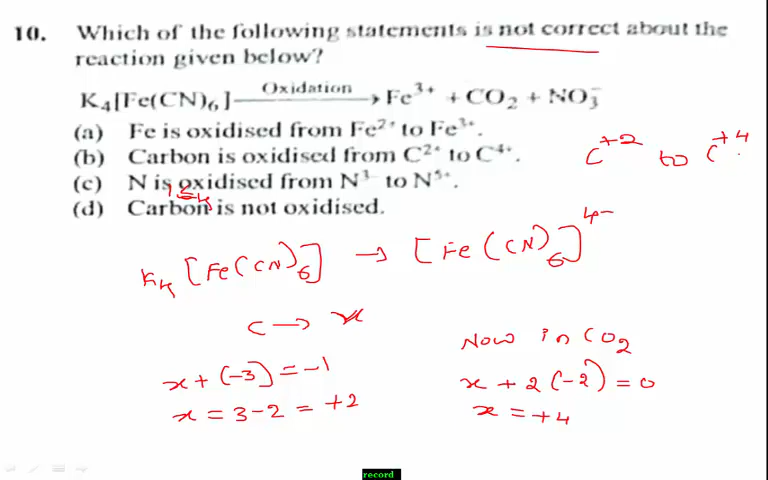 10. Which of the following statements is not correct about the
reaction given below?
K₄[Fe(CN)₆] —Oxidation→ Fe³⁺ + CO₂ + NO₃⁻
(a) Fe is oxidised from Fe²⁺ to Fe³⁺.
(b) Carbon is oxidised from C²⁺ to C⁴⁺.
C⁺² to C⁺⁴
(c) N is oxidised from N³⁻ to N⁵⁺.
(d) Carbon is not oxidised.
K₄ [Fe(CN)₆] → [Fe(CN)₆]⁴⁻
C → x
Now in CO₂
x + (-3) = -1
x + 2(-2) = 0
x = 3-2 = +2
x = +4
record